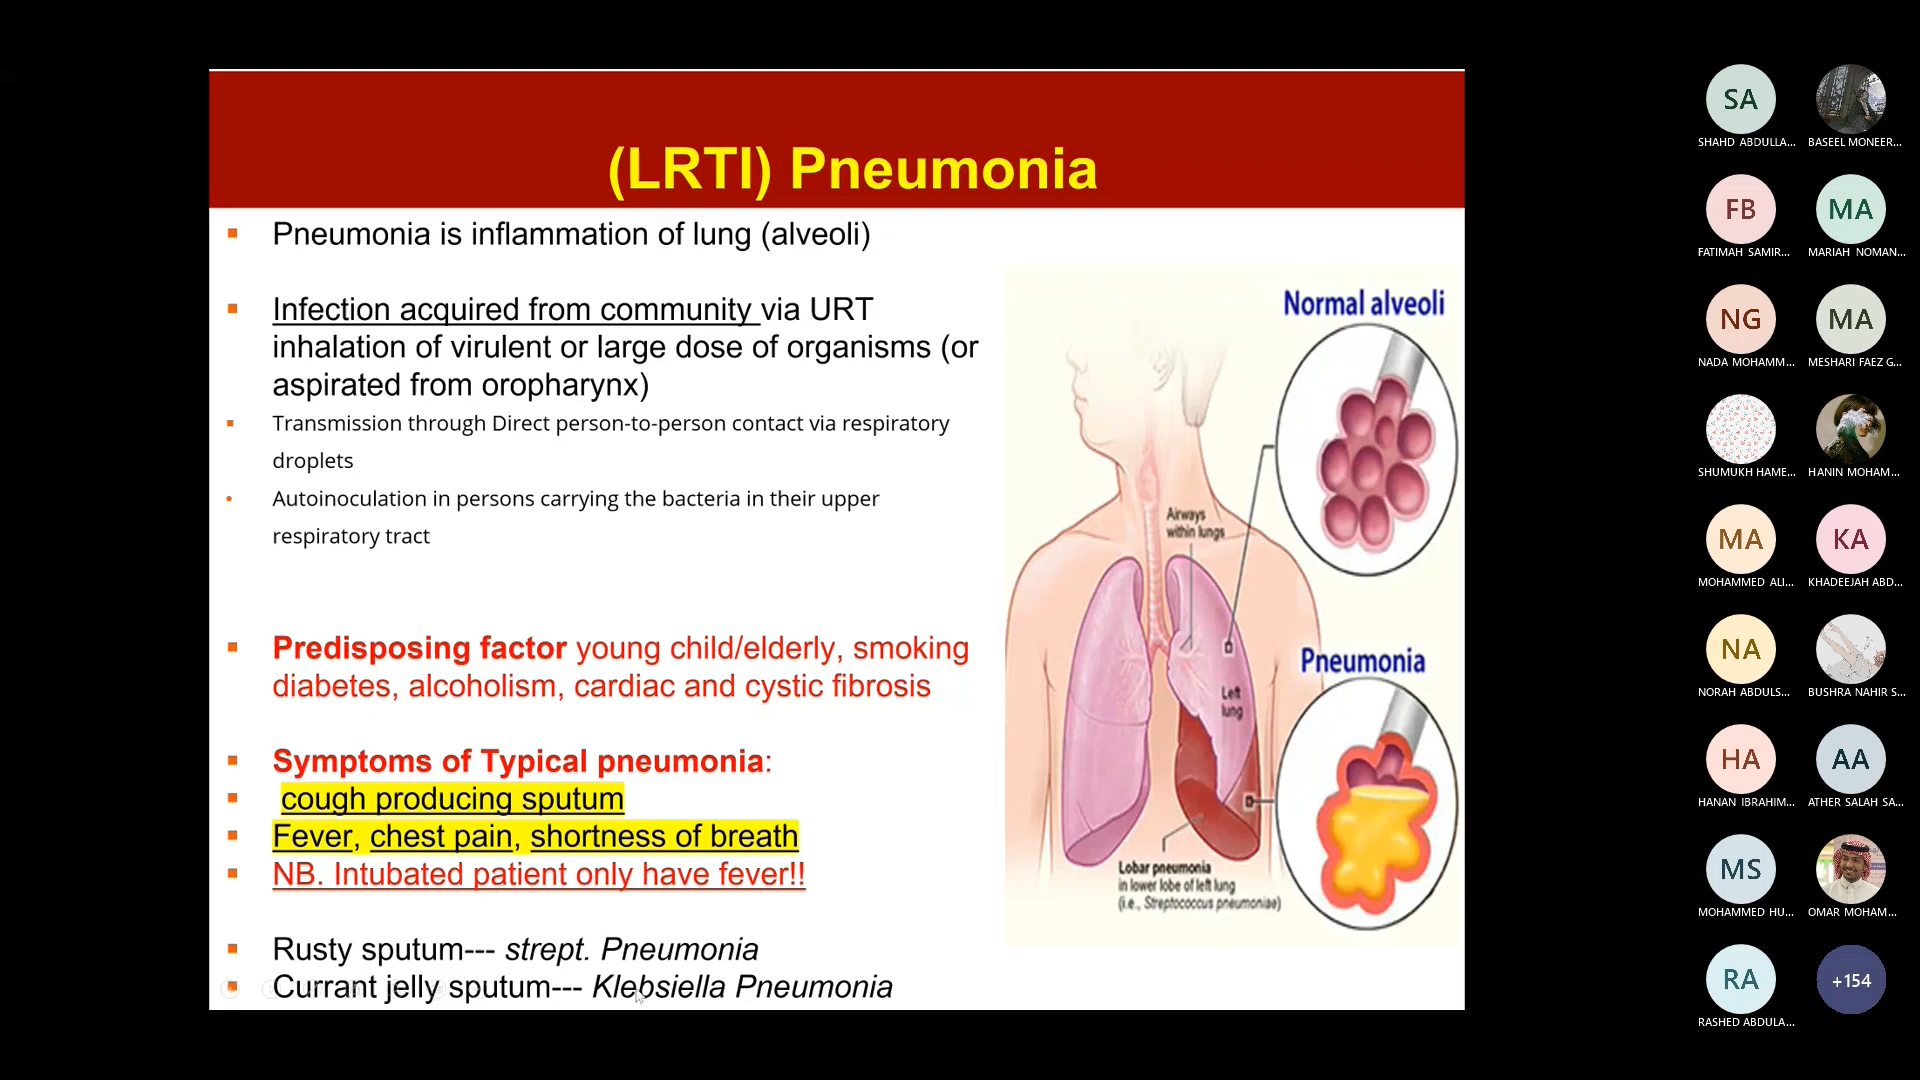 (LRTI) Pneumonia
Pneumonia is inflammation of lung (alveoli)
Infection acquired from community via URT
inhalation of virulent or large dose of organisms (or
aspirated from oropharynx)
Transmission through Direct person-to-person contact via respiratory
droplets
Autoinoculation in persons carrying the bacteria in their upper
respiratory tract
Predisposing factor young child/elderly, smoking
diabetes, alcoholism, cardiac and cystic fibrosis
Symptoms of Typical pneumonia:
cough producing sputum
Fever, chest pain, shortness of breath
NB. Intubated patient only have fever!!
Rusty sputum--- strept. Pneumonia
Currant jelly sputum--- Klebsiella Pneumonia
Normal alveoli
Airways
within lungs
Pneumonia
Left
lung
Lobar pneumonia
in lower lobe of left lung
(i.e., Streptococcus pneumoniae)
SA
SHAHD ABDULLA...
BASEEL MONEER...
FB
FATIMAH SAMIR...
MA
MARIAH NOMAN...
NG
NADA MOHAMM...
MA
MESHARI FAEZ G...
SHUMUKH HAME...
HANIN MOHAM...
MA
MOHAMMED ALI...
KA
KHADEEJAH ABD...
NA
NORAH ABDULS...
BUSHRA NAHIR S...
HA
HANAN IBRAHIM...
AA
ATHER SALAH SA...
MS
MOHAMMED HU...
OMAR MOHAM...
RA
RASHED ABDULA...
+154